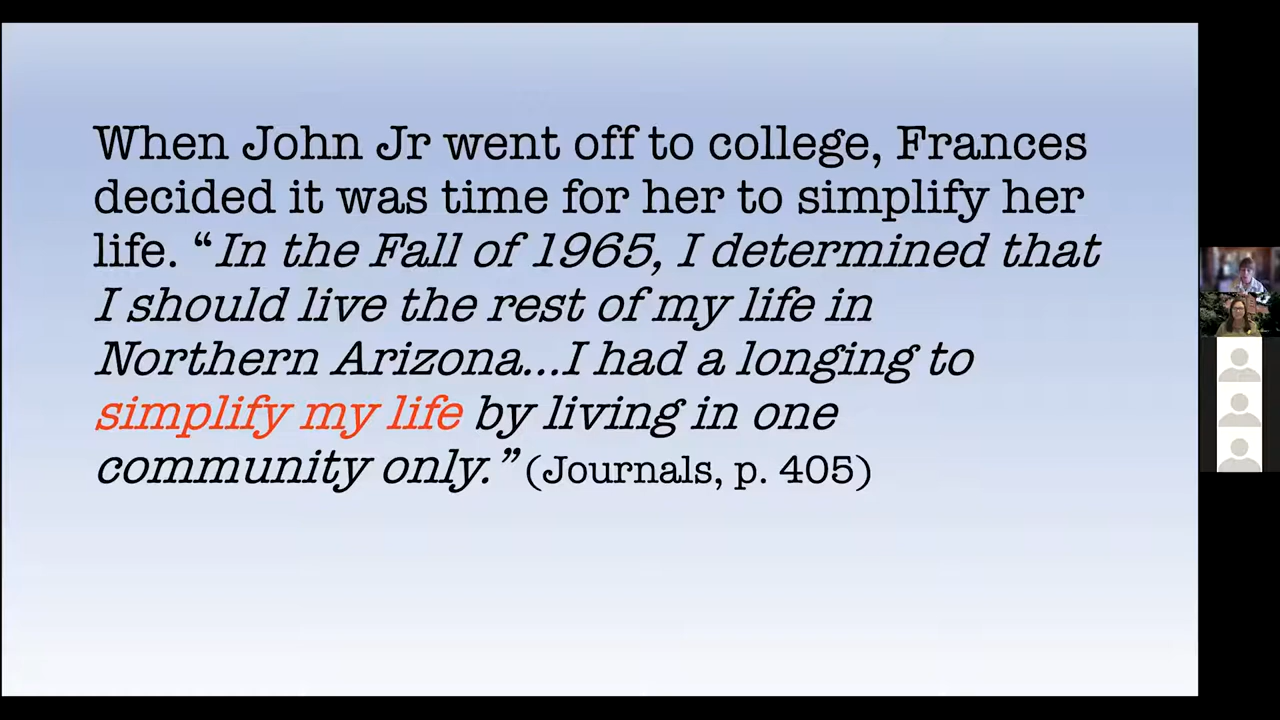 When John Jr went off to college, Frances
decided it was time for her to simplify her
life. “In the Fall of 1965, I determined that
I should live the rest of my life in
Northern Arizona...I had a longing to
simplify my life by living in one
community only.” (Journals, p. 405)